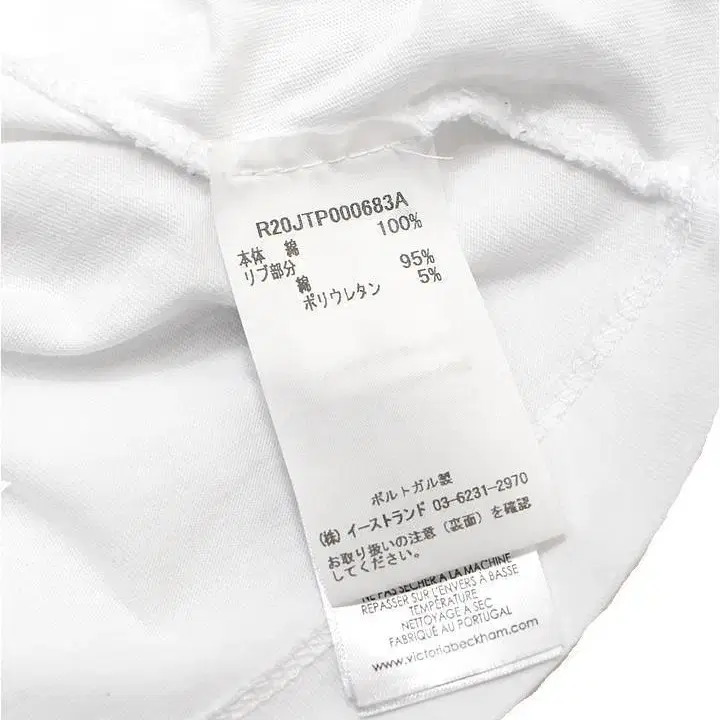 R20JTP000683A
本体 綿 100%
リブ部分
綿 95%
ポリウレタン 5%
ポルトガル製
(株) イーストランド 03-6231-2970
お取り扱いの注意 (裏面) を確認
してください。
NE PAS SÉCHER À LA MACHINE
REPASSER SUR L'ENVERS À BASSE
TEMPÉRATURE
NETTOYAGE A SEC
FABRIQUÉ AU PORTUGAL
www.victoriabeckham.com